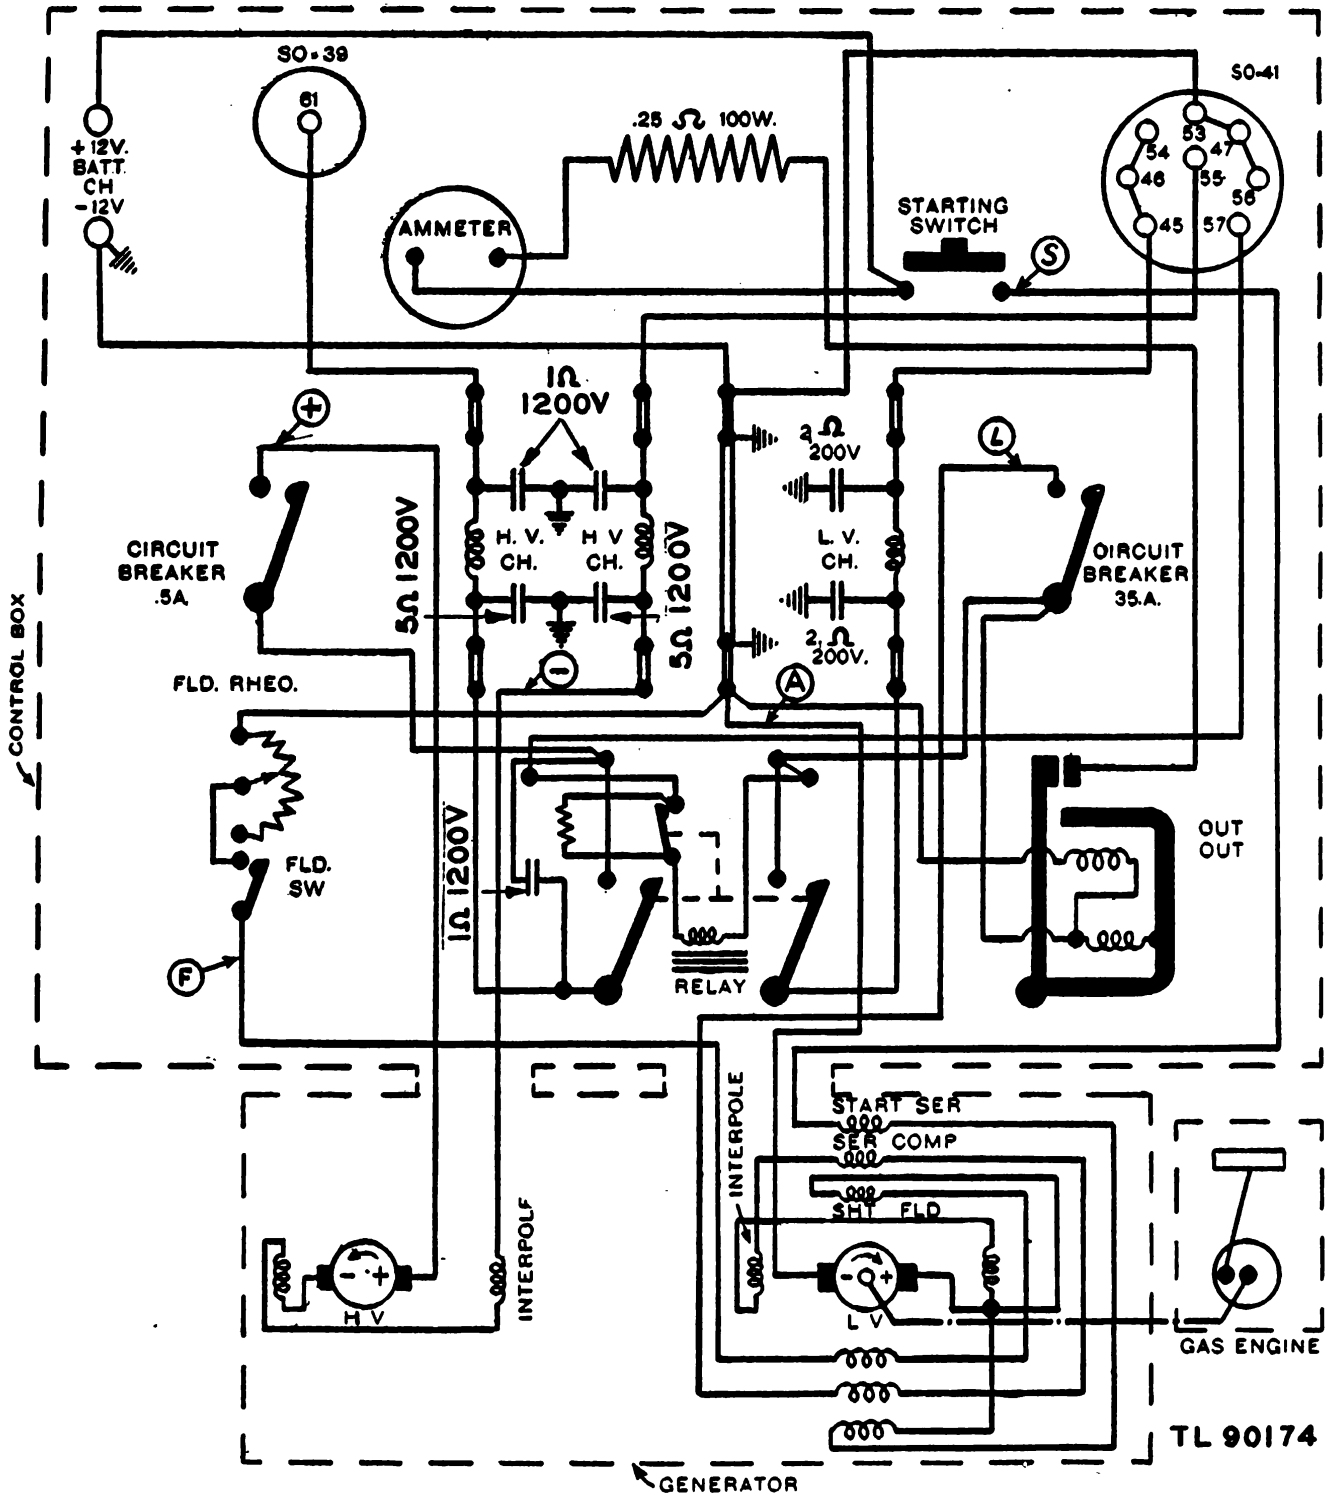 SO-39
61
+12V.
BATT.
CH
-12V
.25 Ω 100W.
AMMETER
STARTING
SWITCH
S
SO-41
53
54
47
46
55
56
45
57
+
1Ω
1200V
2 Ω
200V
L
CIRCUIT
BREAKER
.5A.
5Ω 1200V
H. V.
CH.
H V
CH.
5Ω 1200V
L. V.
CH.
2. Ω
200V.
OIRCUIT
BREAKER
35.A.
CONTROL BOX
FLD. RHEO.
−
A
FLD.
SW
1Ω 1200V
OUT
OUT
F
RELAY
INTERPOLE
START SER
SER COMP
SHT FLD
INTERPOLF
- +
H V
- +
L V
GAS ENGINE
TL 90174
GENERATOR